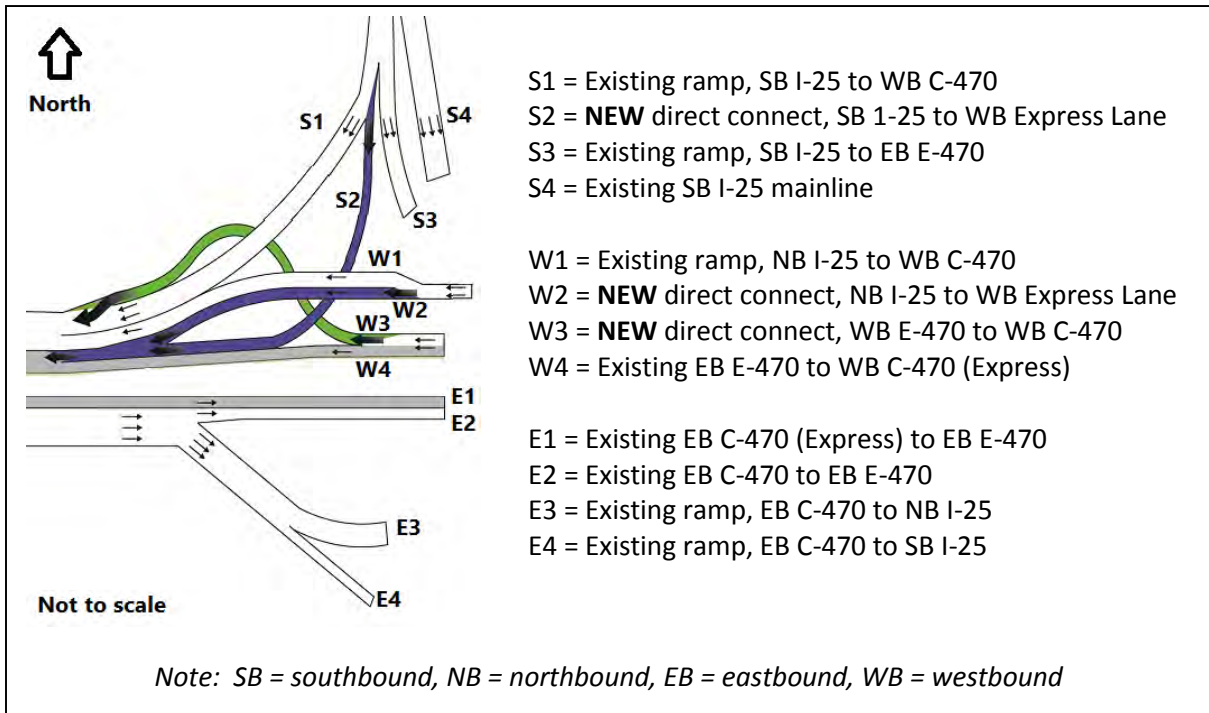 North
S1
S4
S2
S3
W1
W2
W3
W4
E1
E2
E3
E4
Not to scale
S1 = Existing ramp, SB I-25 to WB C-470
S2 = NEW direct connect, SB 1-25 to WB Express Lane
S3 = Existing ramp, SB I-25 to EB E-470
S4 = Existing SB I-25 mainline
W1 = Existing ramp, NB I-25 to WB C-470
W2 = NEW direct connect, NB I-25 to WB Express Lane
W3 = NEW direct connect, WB E-470 to WB C-470
W4 = Existing EB E-470 to WB C-470 (Express)
E1 = Existing EB C-470 (Express) to EB E-470
E2 = Existing EB C-470 to EB E-470
E3 = Existing ramp, EB C-470 to NB I-25
E4 = Existing ramp, EB C-470 to SB I-25
Note: SB = southbound, NB = northbound, EB = eastbound, WB = westbound